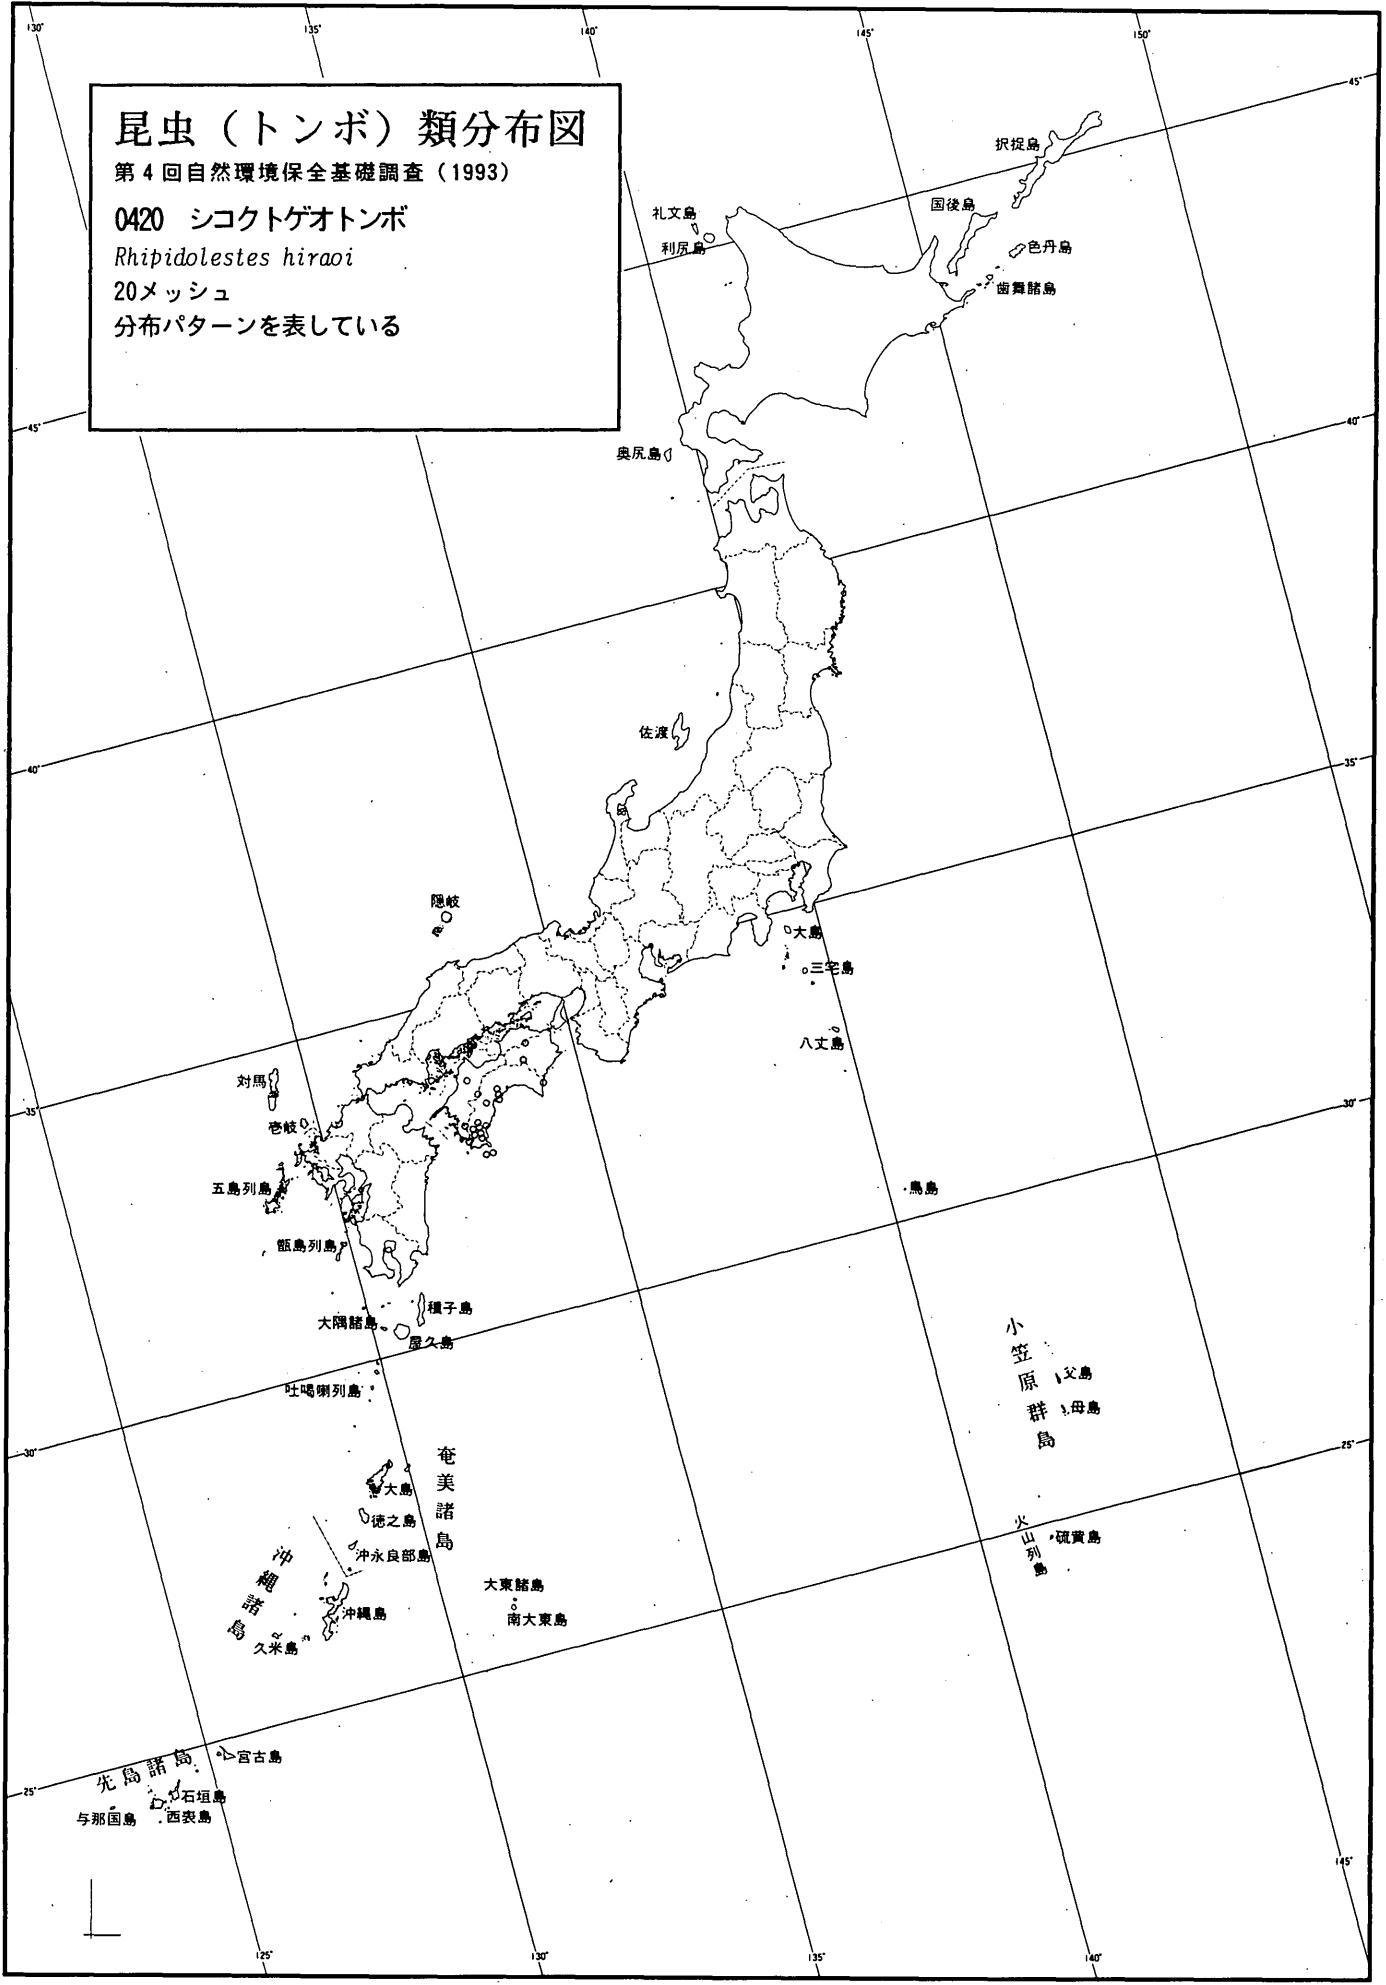 130°
135°
140°
145°
150°
昆虫（トンボ）類分布図
第4回自然環境保全基礎調査（1993）
0420 シコクトゲオトンボ
Rhipidolestes hiraoi
20メッシュ
分布パターンを表している
45°
択捉島
国後島
色丹島
歯舞諸島
礼文島
利尻島
45°
40°
奥尻島
佐渡
40°
35°
隠岐
大島
三宅島
八丈島
対馬
35°
壱岐
30°
五島列島
鳥島
甑島列島
種子島
大隅諸島
屋久島
吐喝喇列島
小笠原群島
父島
母島
30°
25°
奄美諸島
大島
徳之島
沖永良部島
火山列島
硫黄島
沖縄諸島
沖縄島
久米島
大東諸島
南大東島
先島諸島
宮古島
石垣島
西表島
与那国島
25°
145°
125°
130°
135°
140°